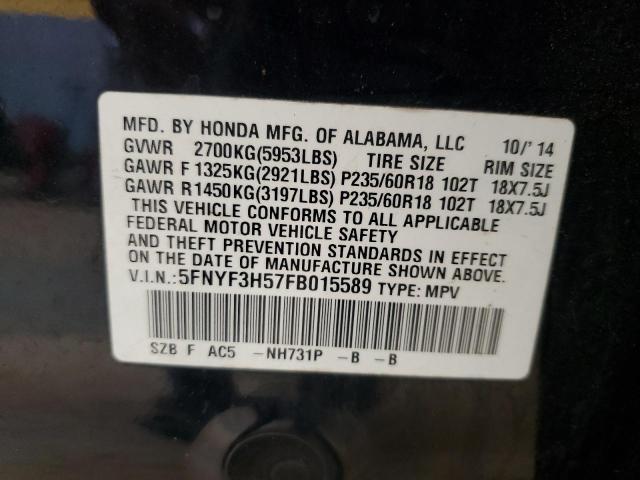 MFD. BY HONDA MFG. OF ALABAMA, LLC 10/'14
GVWR 2700KG(5953LBS) TIRE SIZE RIM SIZE
GAWR F 1325KG(2921LBS) P235/60R18 102T 18X7.5J
GAWR R 1450KG(3197LBS) P235/60R18 102T 18X7.5J
THIS VEHICLE CONFORMS TO ALL APPLICABLE
FEDERAL MOTOR VEHICLE SAFETY
AND THEFT PREVENTION STANDARDS IN EFFECT
ON THE DATE OF MANUFACTURE SHOWN ABOVE.
V.I.N.:5FNYF3H57FB015589 TYPE: MPV
SZB F AC5 -NH731P -B -B